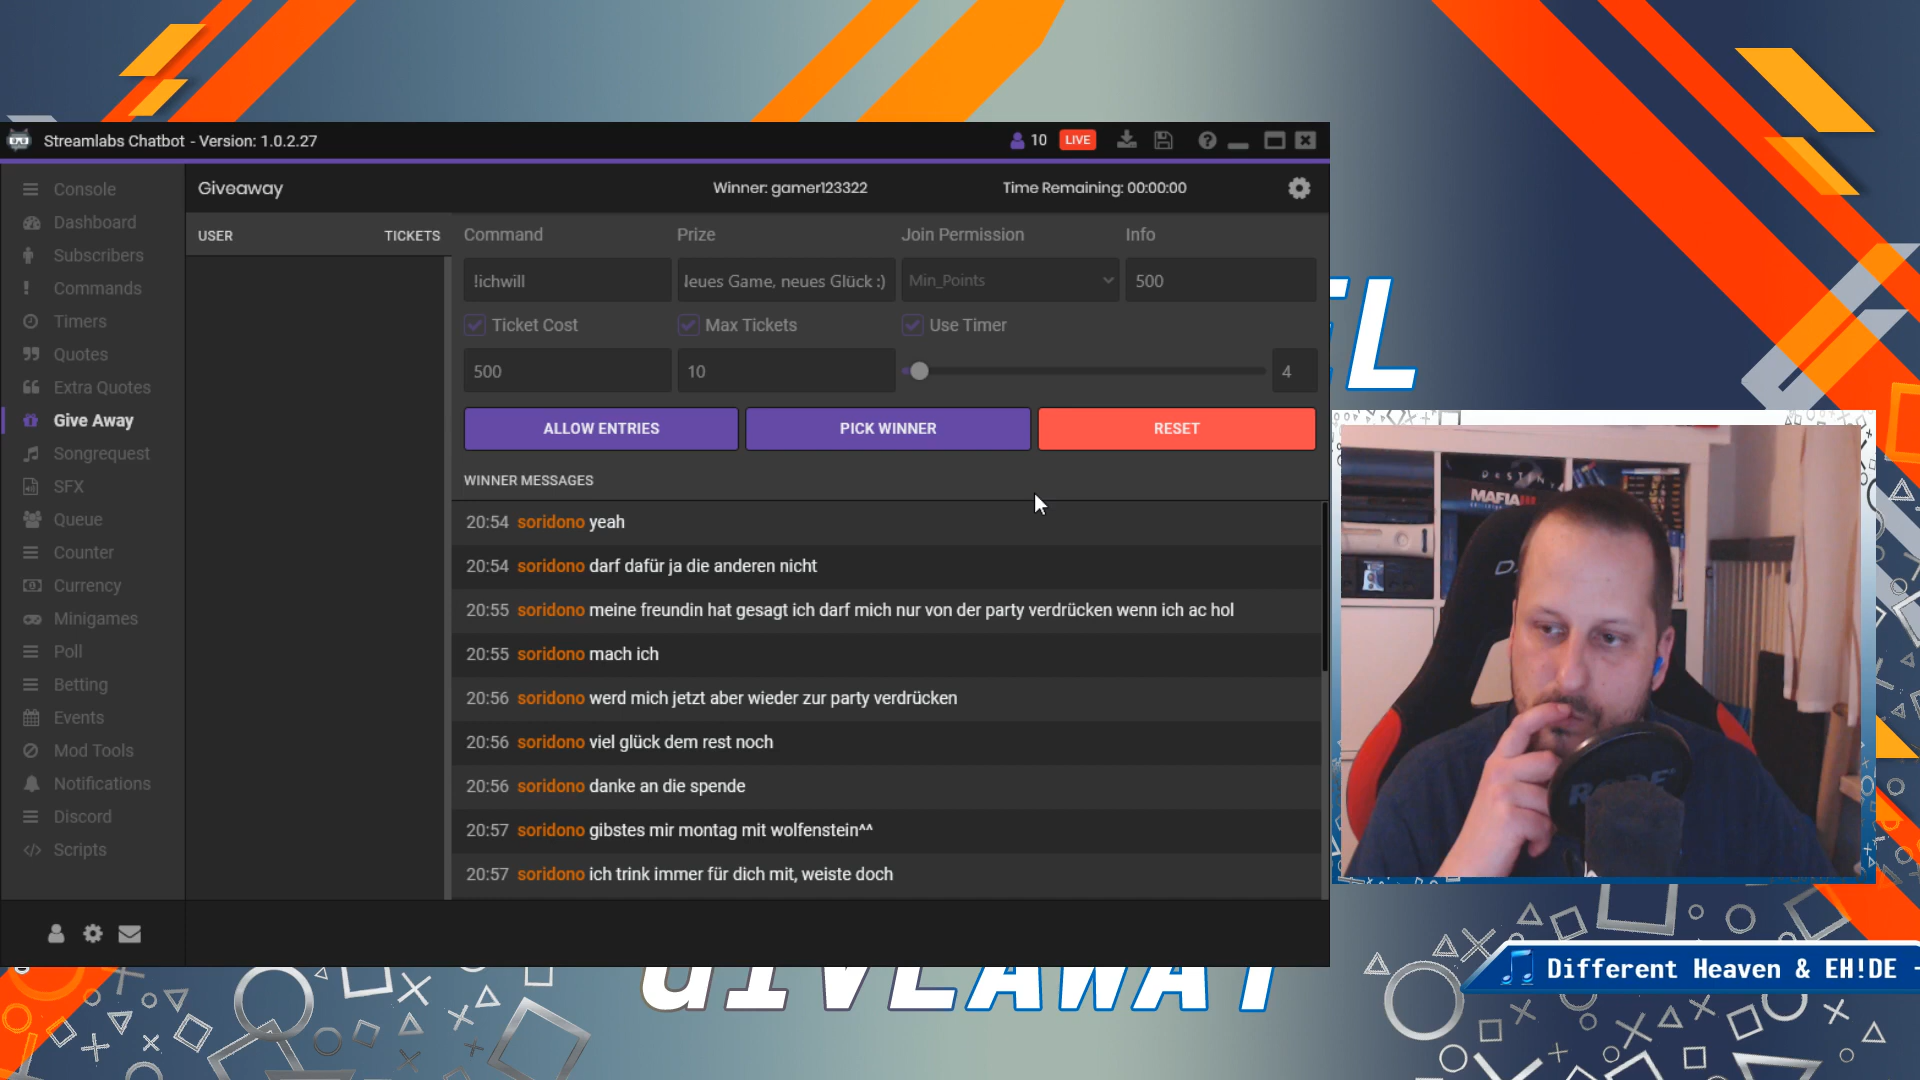 Streamlabs Chatbot - Version: 1.0.2.27
10
LIVE
Console
Dashboard
Subscribers
Commands
Timers
Quotes
Extra Quotes
Give Away
Songrequest
SFX
Queue
Counter
Currency
Minigames
Poll
Betting
Events
Mod Tools
Notifications
Discord
Scripts
Giveaway
Winner: gamer123322
Time Remaining: 00:00:00
USER TICKETS
Command Prize Join Permission Info
!ichwill
leues Game, neues Glück :)
Min_Points
500
Ticket Cost Max Tickets Use Timer
500
10
4
ALLOW ENTRIES
PICK WINNER
RESET
WINNER MESSAGES
20:54 soridono yeah
20:54 soridono darf dafür ja die anderen nicht
20:55 soridono meine freundin hat gesagt ich darf mich nur von der party verdrücken wenn ich ac hol
20:55 soridono mach ich
20:56 soridono werd mich jetzt aber wieder zur party verdrücken
20:56 soridono viel glück dem rest noch
20:56 soridono danke an die spende
20:57 soridono gibstes mir montag mit wolfenstein^^
20:57 soridono ich trink immer für dich mit, weiste doch
EL
DESTINY
MAFIA III
RODE
GIVEAWAY
Different Heaven & EH!DE -